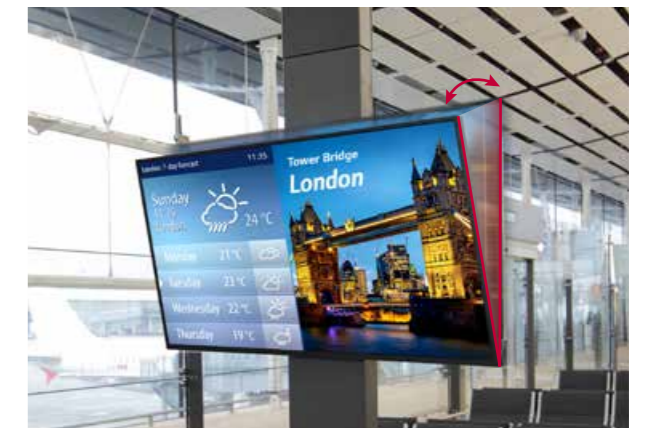 London 7-day forecast 11:35
Sunday
24 °C
Monday 21 °C
Tuesday 23 °C
Wednesday 22 °C
Thursday 19 °C
Tower Bridge
London